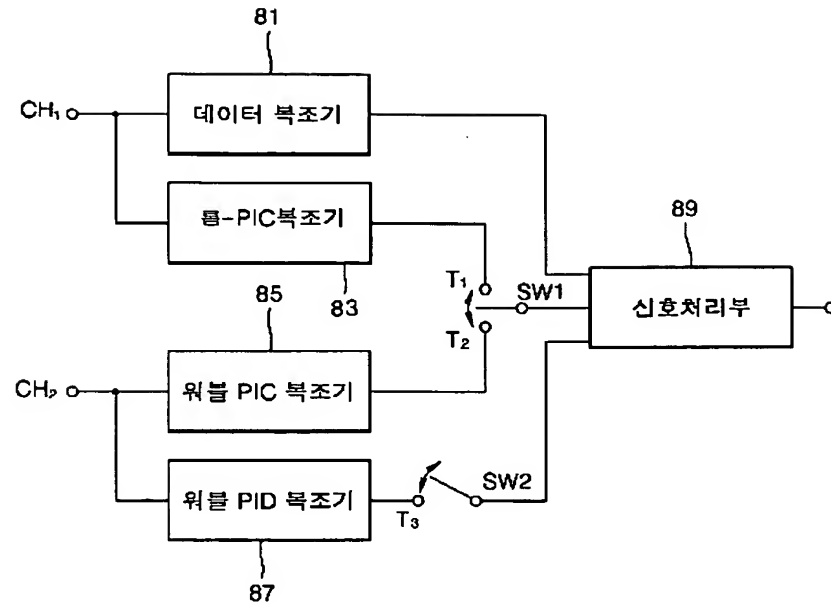 81
CH₁
데이터 복조기
롬-PIC복조기
83
89
T₁
SW1
신호처리부
T₂
85
CH₂
워블 PIC 복조기
워블 PID 복조기
T₃
SW2
87